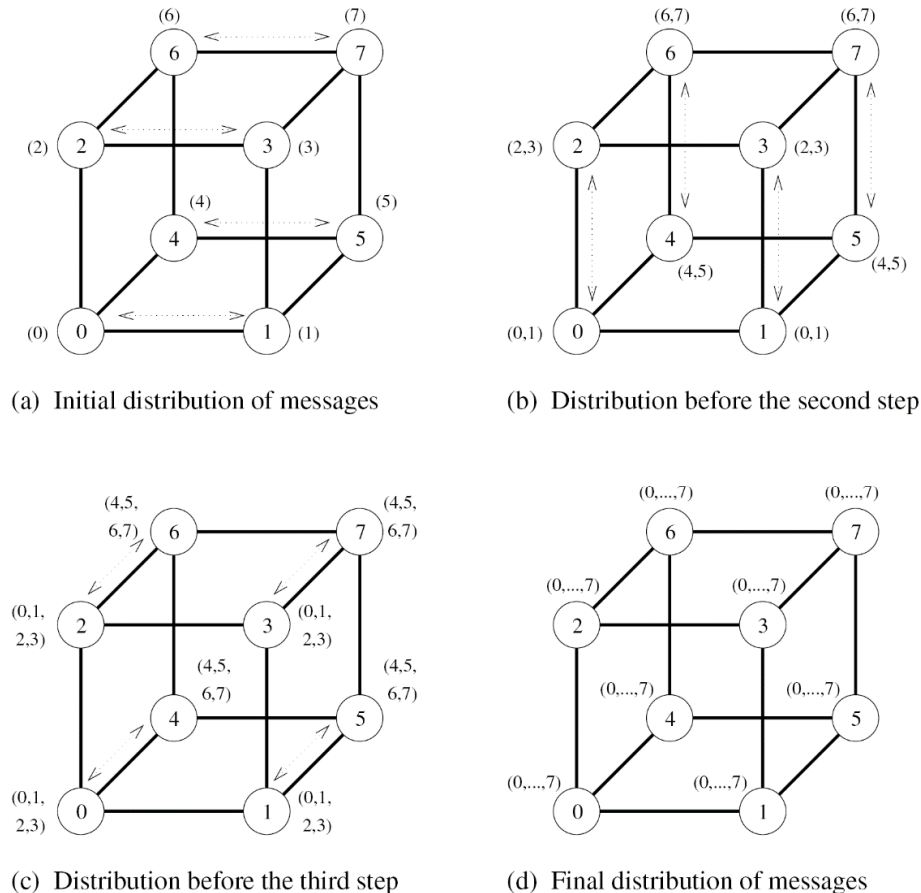 (6) (7)
6 7
(2) 2 3 (3)
(4) (5)
4 5
(0) 0 1 (1)
(a) Initial distribution of messages
(6,7) (6,7)
6 7
(2,3) 2 3 (2,3)
4 5
(4,5) (4,5)
(0,1) 0 1 (0,1)
(b) Distribution before the second step
(4,5, (4,5,
6,7) 6 7 6,7)
(0,1, 2 3 (0,1,
2,3) 2,3)
(4,5, (4,5,
6,7) 6,7)
4 5
(0,1, 0 1 (0,1,
2,3) 2,3)
(c) Distribution before the third step
(0,...,7) (0,...,7)
6 7
(0,...,7) (0,...,7)
2 3
(0,...,7) (0,...,7)
4 5
(0,...,7) (0,...,7)
0 1
(d) Final distribution of messages